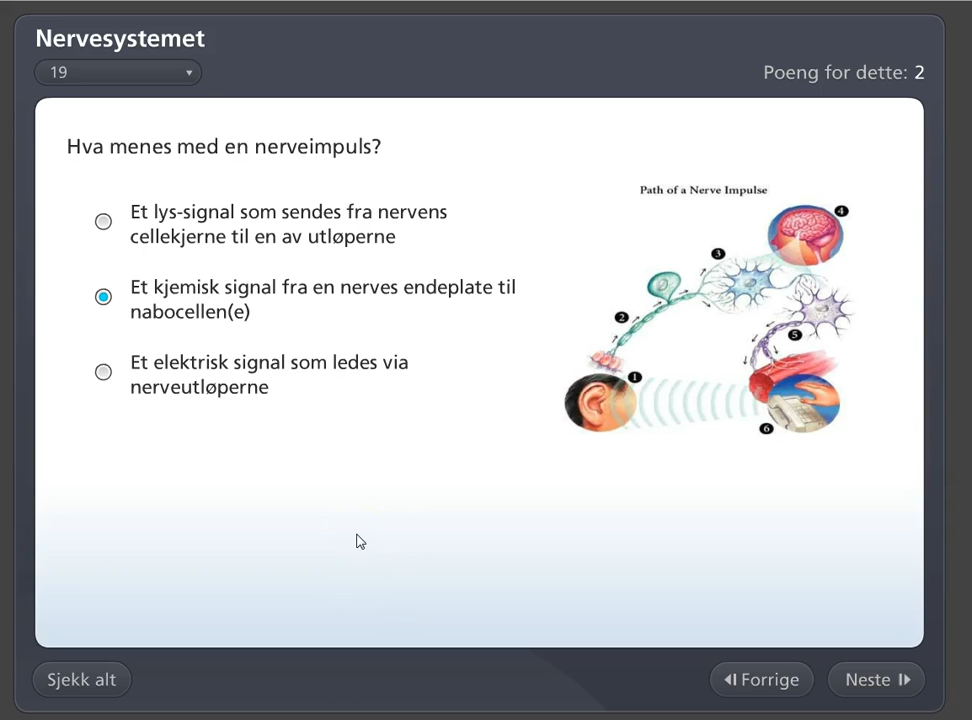 Nervesystemet
19
Poeng for dette: 2
Hva menes med en nerveimpuls?
Et lys-signal som sendes fra nervens
cellekjerne til en av utløperne
Et kjemisk signal fra en nerves endeplate til
nabocellen(e)
Et elektrisk signal som ledes via
nerveutløperne
Path of a Nerve Impulse
4
3
2
5
1
6
Sjekk alt
Forrige
Neste